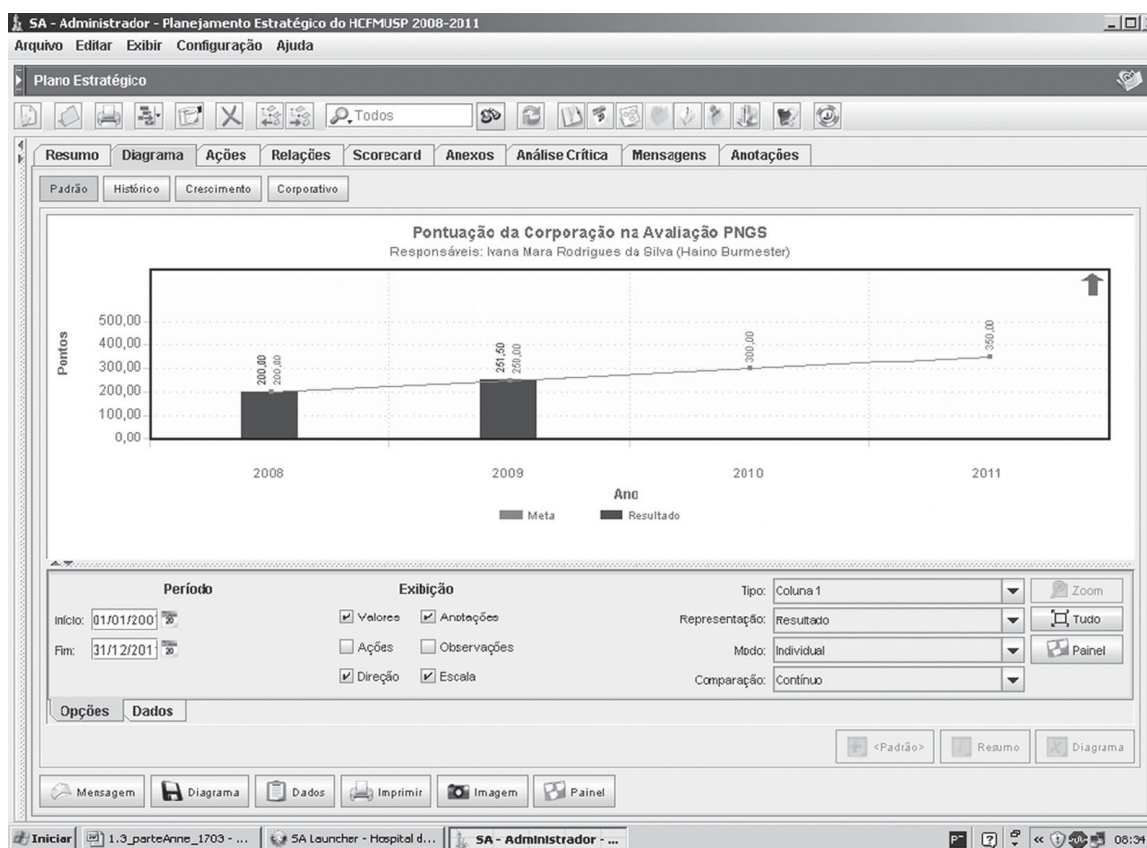 SA - Administrador - Planejamento Estratégico do HCFMUSP 2008-2011
Arquivo Editar Exibir Configuração Ajuda
Plano Estratégico
Todos
Resumo Diagrama Ações Relações Scorecard Anexos Análise Crítica Mensagens Anotações
Padrão Histórico Crescimento Corporativo
Pontuação da Corporação na Avaliação PNGS
Responsáveis: Ivana Mara Rodrigues da Silva (Haino Burmester)
Pontos
500,00
400,00
300,00
200,00
100,00
0,00
200,00
200,00
251,50
250,00
300,00
350,00
2008 2009 2010 2011
Ano
Meta Resultado
Período Exibição
Início: 01/01/200
Fim: 31/12/201
Valores Anotações
Ações Observações
Direção Escala
Tipo: Coluna 1 Zoom
Representação: Resultado Tudo
Modo: Individual Painel
Comparação: Contínuo
Opções Dados
<Padrão> Resumo Diagrama
Mensagem Diagrama Dados Imprimir Imagem Painel
Iniciar 1.3_parteAnne_1703 - ... SA Launcher - Hospital d... SA - Administrador - ... 08:34